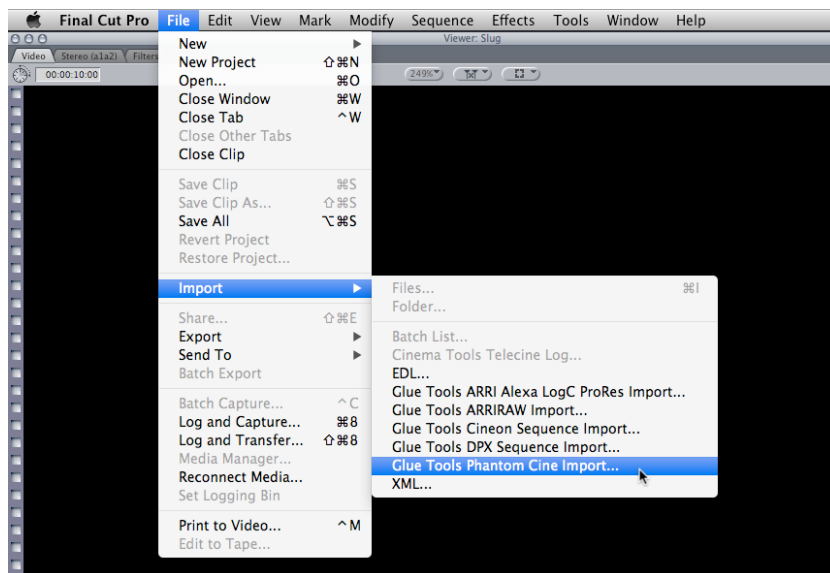 Final Cut Pro File Edit View Mark Modify Sequence Effects Tools Window Help
Viewer: Slug
Video Stereo (a1a2) Filters
00:00:10:00
249%
New
New Project ⇧⌘N
Open... ⌘O
Close Window ⌘W
Close Tab ^W
Close Other Tabs
Close Clip
Save Clip ⌘S
Save Clip As... ⇧⌘S
Save All ⌥⌘S
Revert Project
Restore Project...
Import
Share... ⇧⌘E
Export
Send To
Batch Export
Batch Capture... ^C
Log and Capture... ⌘8
Log and Transfer... ⇧⌘8
Media Manager...
Reconnect Media...
Set Logging Bin
Print to Video... ^M
Edit to Tape...
Files... ⌘I
Folder...
Batch List...
Cinema Tools Telecine Log...
EDL...
Glue Tools ARRI Alexa LogC ProRes Import...
Glue Tools ARRIRAW Import...
Glue Tools Cineon Sequence Import...
Glue Tools DPX Sequence Import...
Glue Tools Phantom Cine Import...
XML...